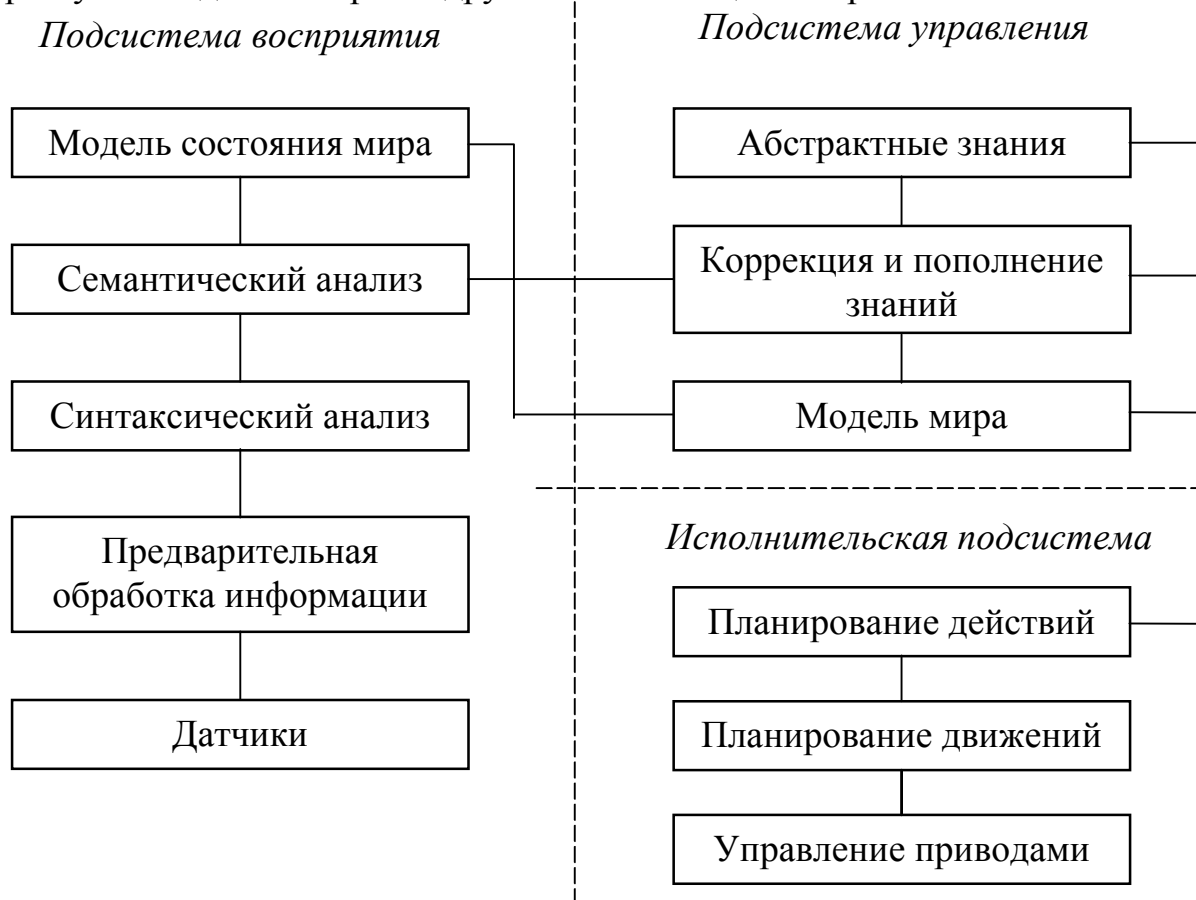 Подсистема восприятия
Подсистема управления
Модель состояния мира
Абстрактные знания
Семантический анализ
Коррекция и пополнение
знаний
Синтаксический анализ
Модель мира
Предварительная
обработка информации
Исполнительская подсистема
Планирование действий
Датчики
Планирование движений
Управление приводами